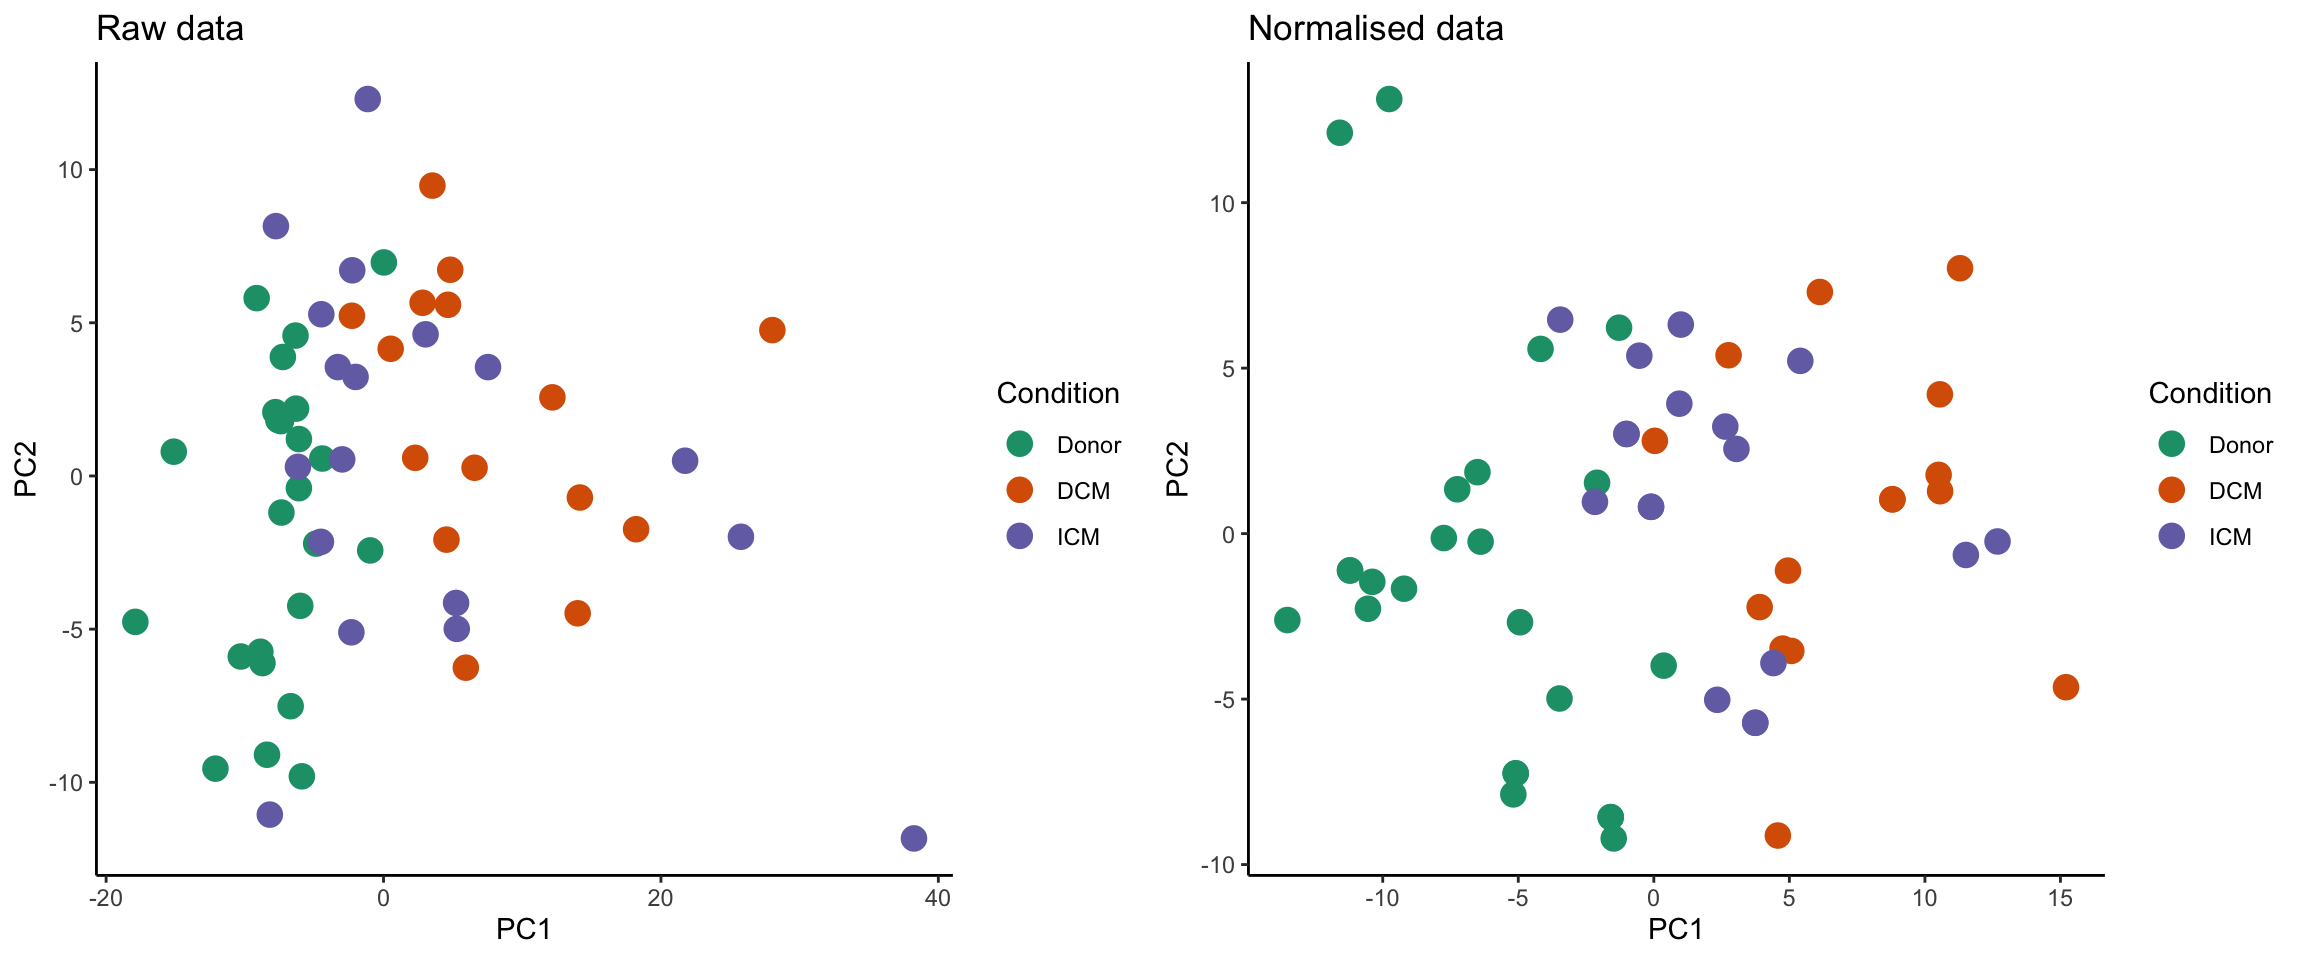 Raw data
PC2
10
5
0
-5
-10
-20
0
20
40
PC1
Condition
Donor
DCM
ICM
Normalised data
PC2
10
5
0
-5
-10
-10
-5
0
5
10
15
PC1
Condition
Donor
DCM
ICM